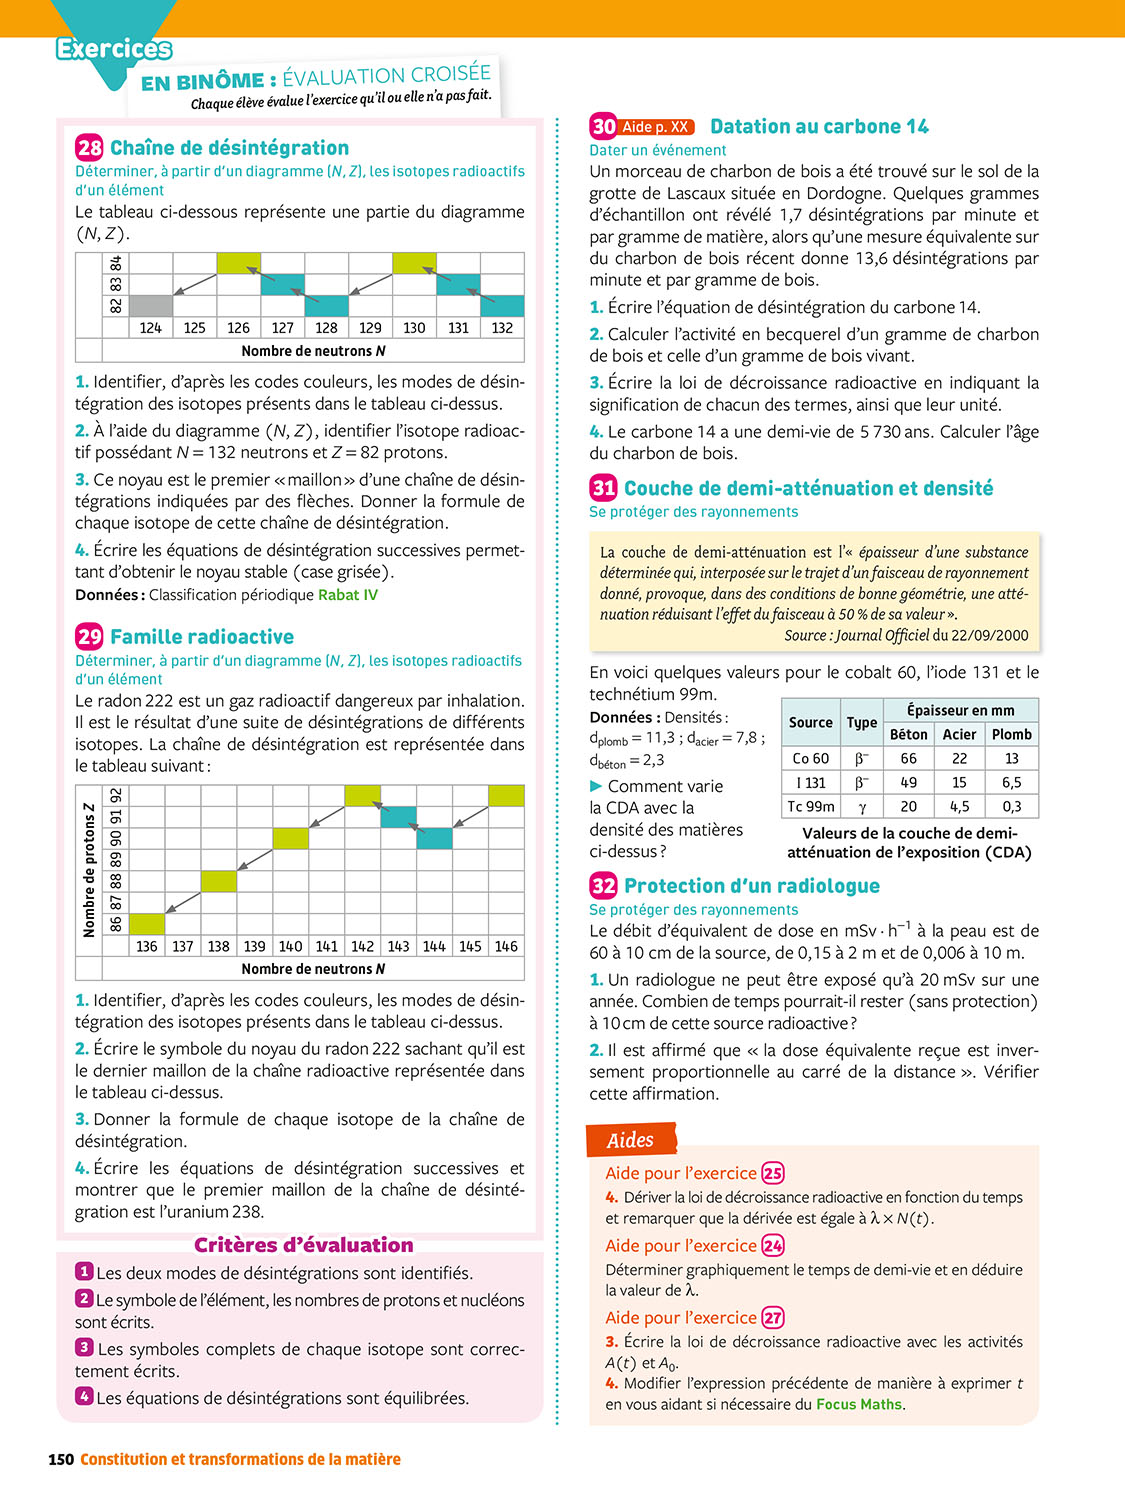 Exercices
EN BINÔME : ÉVALUATION CROISÉE
Chaque élève évalue l'exercice qu'il ou elle n'a pas fait.
28 Chaîne de désintégration
Déterminer, à partir d'un diagramme (N, Z), les isotopes radioactifs
d'un élément
Le tableau ci-dessous représente une partie du diagramme
(N, Z).
84
83
82
124 125 126 127 128 129 130 131 132
Nombre de neutrons N
1. Identifier, d'après les codes couleurs, les modes de désin-
tégration des isotopes présents dans le tableau ci-dessus.
2. À l'aide du diagramme (N, Z), identifier l'isotope radioac-
tif possédant N = 132 neutrons et Z = 82 protons.
3. Ce noyau est le premier « maillon » d'une chaîne de désin-
tégrations indiquées par des flèches. Donner la formule de
chaque isotope de cette chaîne de désintégration.
4. Écrire les équations de désintégration successives permet-
tant d'obtenir le noyau stable (case grisée).
Données : Classification périodique Rabat IV
29 Famille radioactive
Déterminer, à partir d'un diagramme (N, Z), les isotopes radioactifs
d'un élément
Le radon 222 est un gaz radioactif dangereux par inhalation.
Il est le résultat d'une suite de désintégrations de différents
isotopes. La chaîne de désintégration est représentée dans
le tableau suivant :
Nombre de protons Z
92
91
90
89
88
87
86
136 137 138 139 140 141 142 143 144 145 146
Nombre de neutrons N
1. Identifier, d'après les codes couleurs, les modes de désin-
tégration des isotopes présents dans le tableau ci-dessus.
2. Écrire le symbole du noyau du radon 222 sachant qu'il est
le dernier maillon de la chaîne radioactive représentée dans
le tableau ci-dessus.
3. Donner la formule de chaque isotope de la chaîne de
désintégration.
4. Écrire les équations de désintégration successives et
montrer que le premier maillon de la chaîne de désinté-
gration est l'uranium 238.
Critères d'évaluation
1 Les deux modes de désintégrations sont identifiés.
2 Le symbole de l'élément, les nombres de protons et nucléons
sont écrits.
3 Les symboles complets de chaque isotope sont correc-
tement écrits.
4 Les équations de désintégrations sont équilibrées.
30 Aide p. XX Datation au carbone 14
Dater un événement
Un morceau de charbon de bois a été trouvé sur le sol de la
grotte de Lascaux située en Dordogne. Quelques grammes
d'échantillon ont révélé 1,7 désintégrations par minute et
par gramme de matière, alors qu'une mesure équivalente sur
du charbon de bois récent donne 13,6 désintégrations par
minute et par gramme de bois.
1. Écrire l'équation de désintégration du carbone 14.
2. Calculer l'activité en becquerel d'un gramme de charbon
de bois et celle d'un gramme de bois vivant.
3. Écrire la loi de décroissance radioactive en indiquant la
signification de chacun des termes, ainsi que leur unité.
4. Le carbone 14 a une demi-vie de 5 730 ans. Calculer l'âge
du charbon de bois.
31 Couche de demi-atténuation et densité
Se protéger des rayonnements
La couche de demi-atténuation est l'« épaisseur d'une substance
déterminée qui, interposée sur le trajet d'un faisceau de rayonnement
donné, provoque, dans des conditions de bonne géométrie, une atté-
nuation réduisant l'effet du faisceau à 50 % de sa valeur ».
Source : Journal Officiel du 22/09/2000
En voici quelques valeurs pour le cobalt 60, l'iode 131 et le
technétium 99m.
Données : Densités :
dplomb = 11,3 ; dacier = 7,8 ;
dbéton = 2,3
▶ Comment varie
la CDA avec la
densité des matières
ci-dessus ?
Source Type Épaisseur en mm
Béton Acier Plomb
Co 60 β⁻ 66 22 13
I 131 β⁻ 49 15 6,5
Tc 99m γ 20 4,5 0,3
Valeurs de la couche de demi-
atténuation de l'exposition (CDA)
32 Protection d'un radiologue
Se protéger des rayonnements
Le débit d'équivalent de dose en mSv · h⁻¹ à la peau est de
60 à 10 cm de la source, de 0,15 à 2 m et de 0,006 à 10 m.
1. Un radiologue ne peut être exposé qu'à 20 mSv sur une
année. Combien de temps pourrait-il rester (sans protection)
à 10 cm de cette source radioactive ?
2. Il est affirmé que « la dose équivalente reçue est inver-
sement proportionnelle au carré de la distance ». Vérifier
cette affirmation.
Aides
Aide pour l'exercice 25
4. Dériver la loi de décroissance radioactive en fonction du temps
et remarquer que la dérivée est égale à λ × N(t).
Aide pour l'exercice 24
Déterminer graphiquement le temps de demi-vie et en déduire
la valeur de λ.
Aide pour l'exercice 27
3. Écrire la loi de décroissance radioactive avec les activités
A(t) et A₀.
4. Modifier l'expression précédente de manière à exprimer t
en vous aidant si nécessaire du Focus Maths.
150 Constitution et transformations de la matière